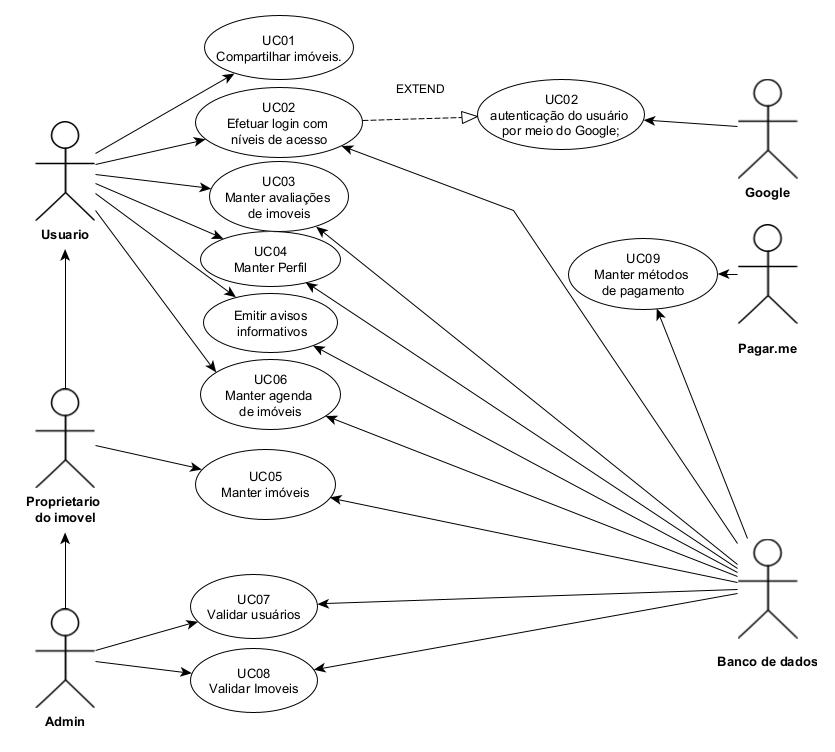 UC01
Compartilhar imóveis.
UC02
Efetuar login com
níveis de acesso
EXTEND
UC02
autenticação do usuário
por meio do Google;
Google
Usuario
UC03
Manter avaliações
de imoveis
UC04
Manter Perfil
Emitir avisos
informativos
UC06
Manter agenda
de imóveis
UC09
Manter métodos
de pagamento
Pagar.me
Proprietario
do imovel
UC05
Manter imóveis
Banco de dados
UC07
Validar usuários
UC08
Validar Imoveis
Admin